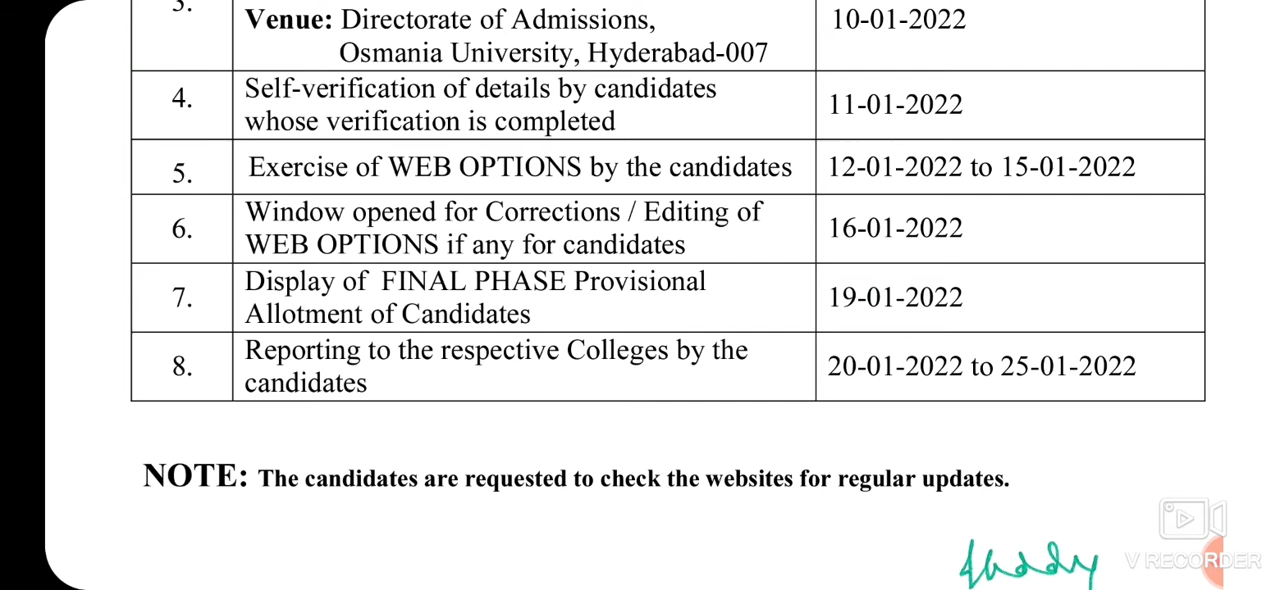 3.
Venue: Directorate of Admissions,
Osmania University, Hyderabad-007
10-01-2022
4.
Self-verification of details by candidates
whose verification is completed
11-01-2022
5.
Exercise of WEB OPTIONS by the candidates
12-01-2022 to 15-01-2022
6.
Window opened for Corrections / Editing of
WEB OPTIONS if any for candidates
16-01-2022
7.
Display of FINAL PHASE Provisional
Allotment of Candidates
19-01-2022
8.
Reporting to the respective Colleges by the
candidates
20-01-2022 to 25-01-2022
NOTE: The candidates are requested to check the websites for regular updates.
V RECORDER